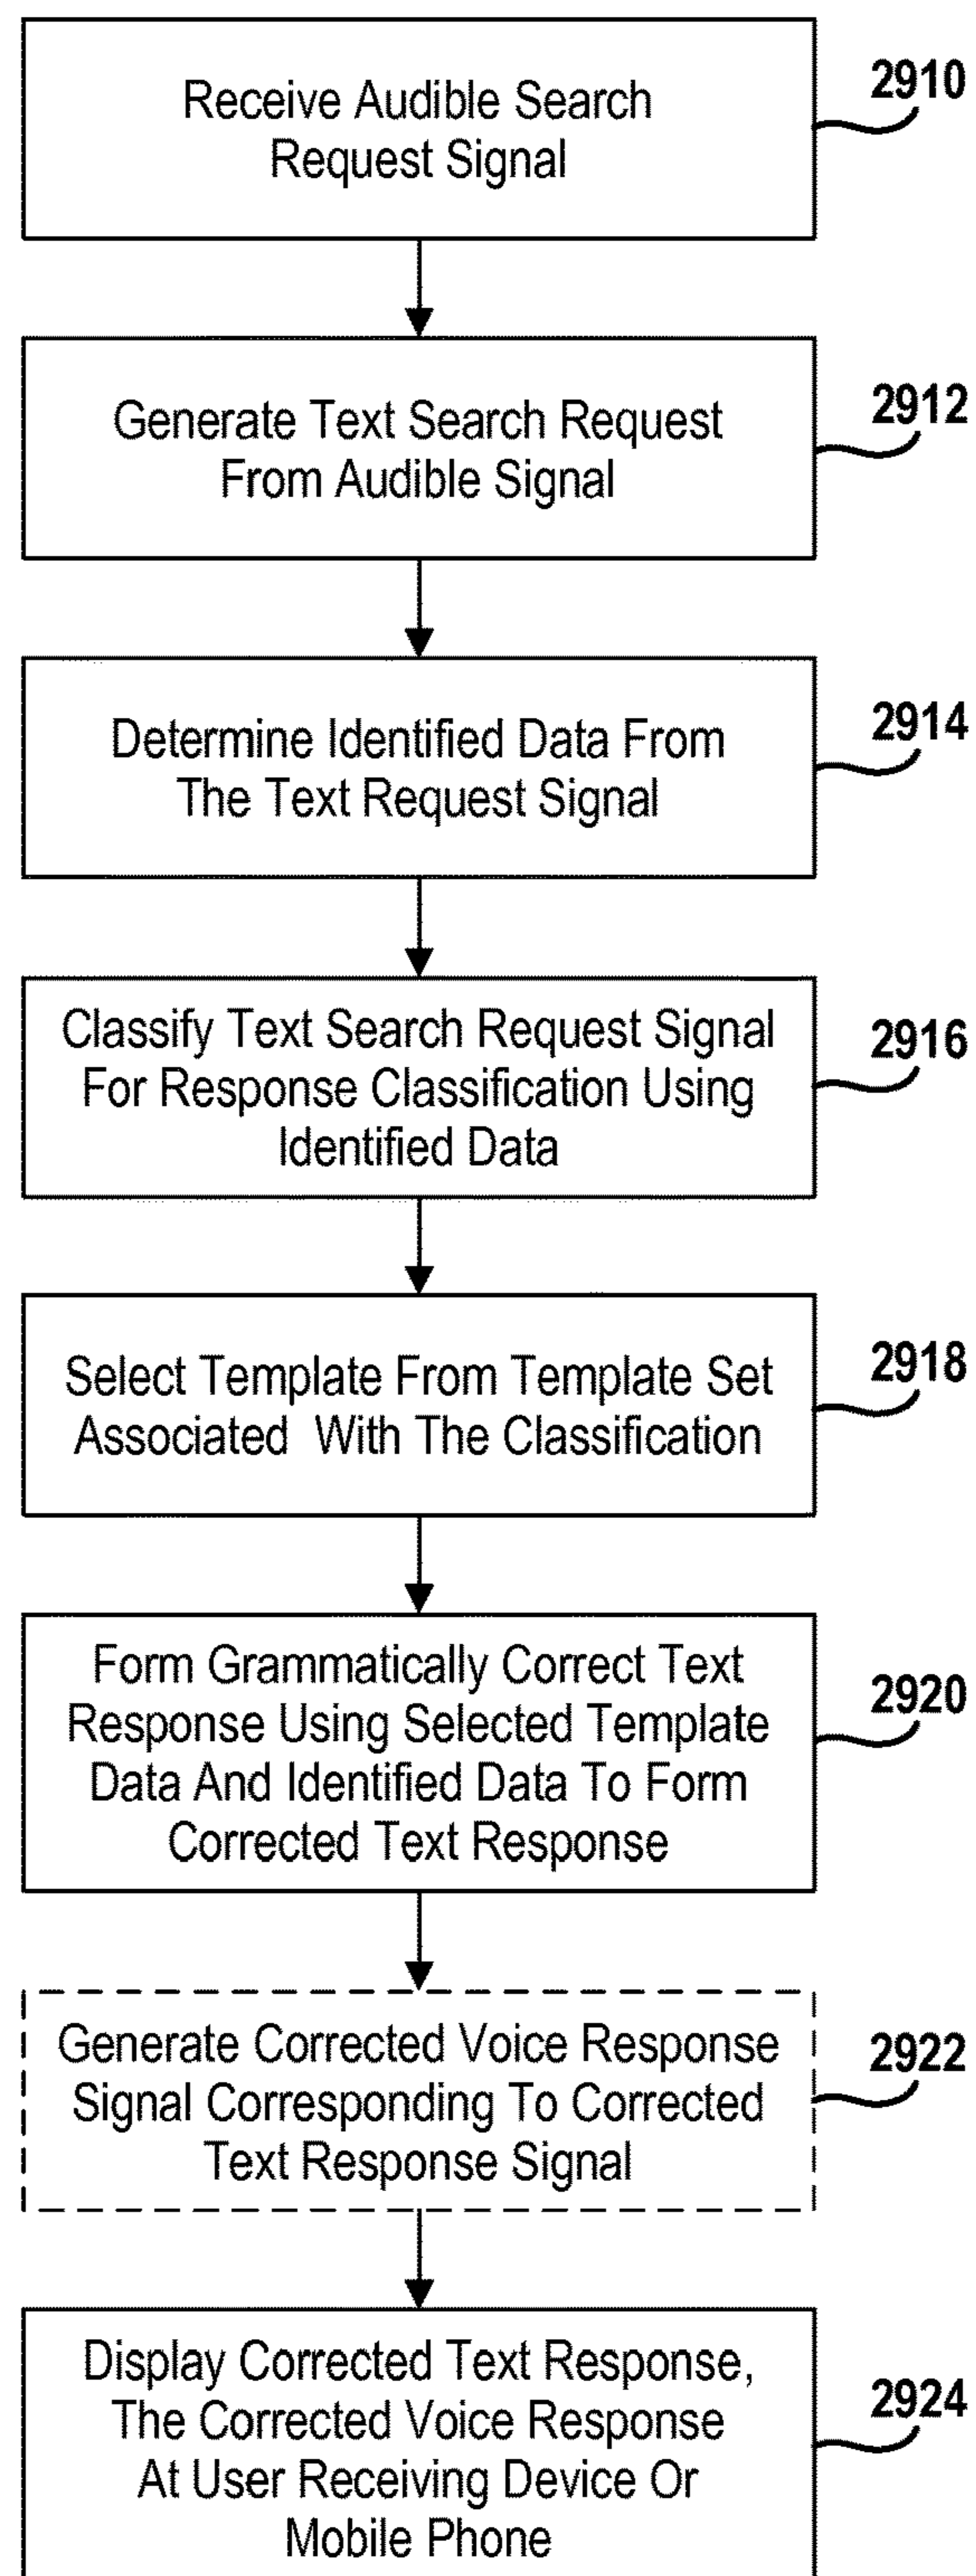 Receive Audible Search
Request Signal
2910
Generate Text Search Request
From Audible Signal
2912
Determine Identified Data From
The Text Request Signal
2914
Classify Text Search Request Signal
For Response Classification Using
Identified Data
2916
Select Template From Template Set
Associated With The Classification
2918
Form Grammatically Correct Text
Response Using Selected Template
Data And Identified Data To Form
Corrected Text Response
2920
Generate Corrected Voice Response
Signal Corresponding To Corrected
Text Response Signal
2922
Display Corrected Text Response,
The Corrected Voice Response
At User Receiving Device Or
Mobile Phone
2924